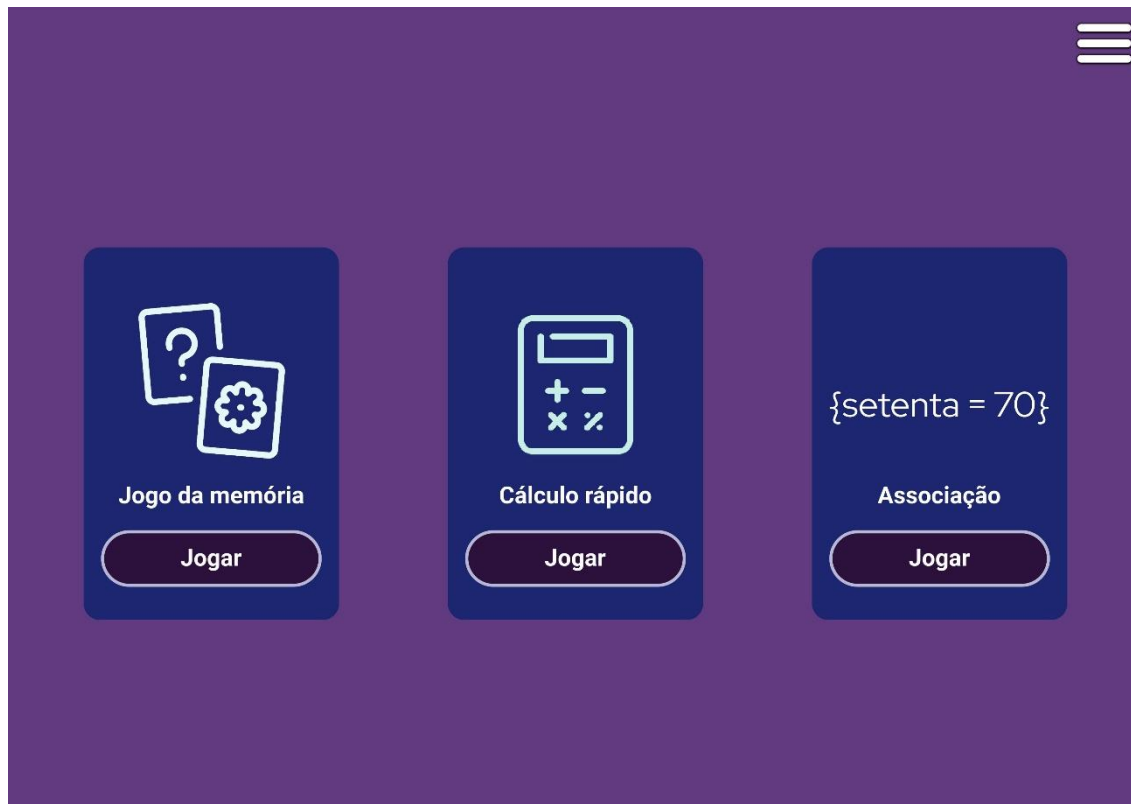 ?
{setenta = 70}
Jogo da memória
Cálculo rápido
Associação
Jogar
Jogar
Jogar